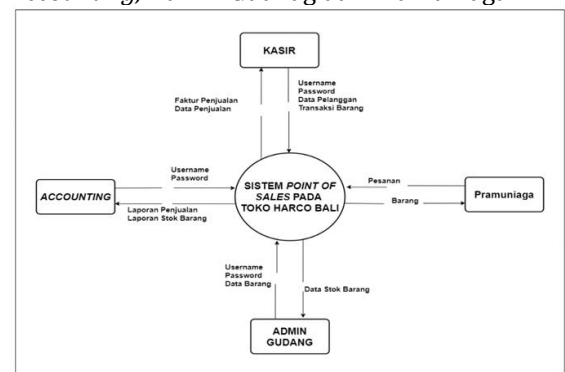 KASIR
Faktur Penjualan
Data Penjualan
Username
Password
Data Pelanggan
Transaksi Barang
Username
Password
ACCOUNTING
Laporan Penjualan
Laporan Stok Barang
SISTEM POINT OF
SALES PADA
TOKO HARCO BALI
Pesanan
Barang
Pramuniaga
Username
Password
Data Barang
Data Stok Barang
ADMIN
GUDANG